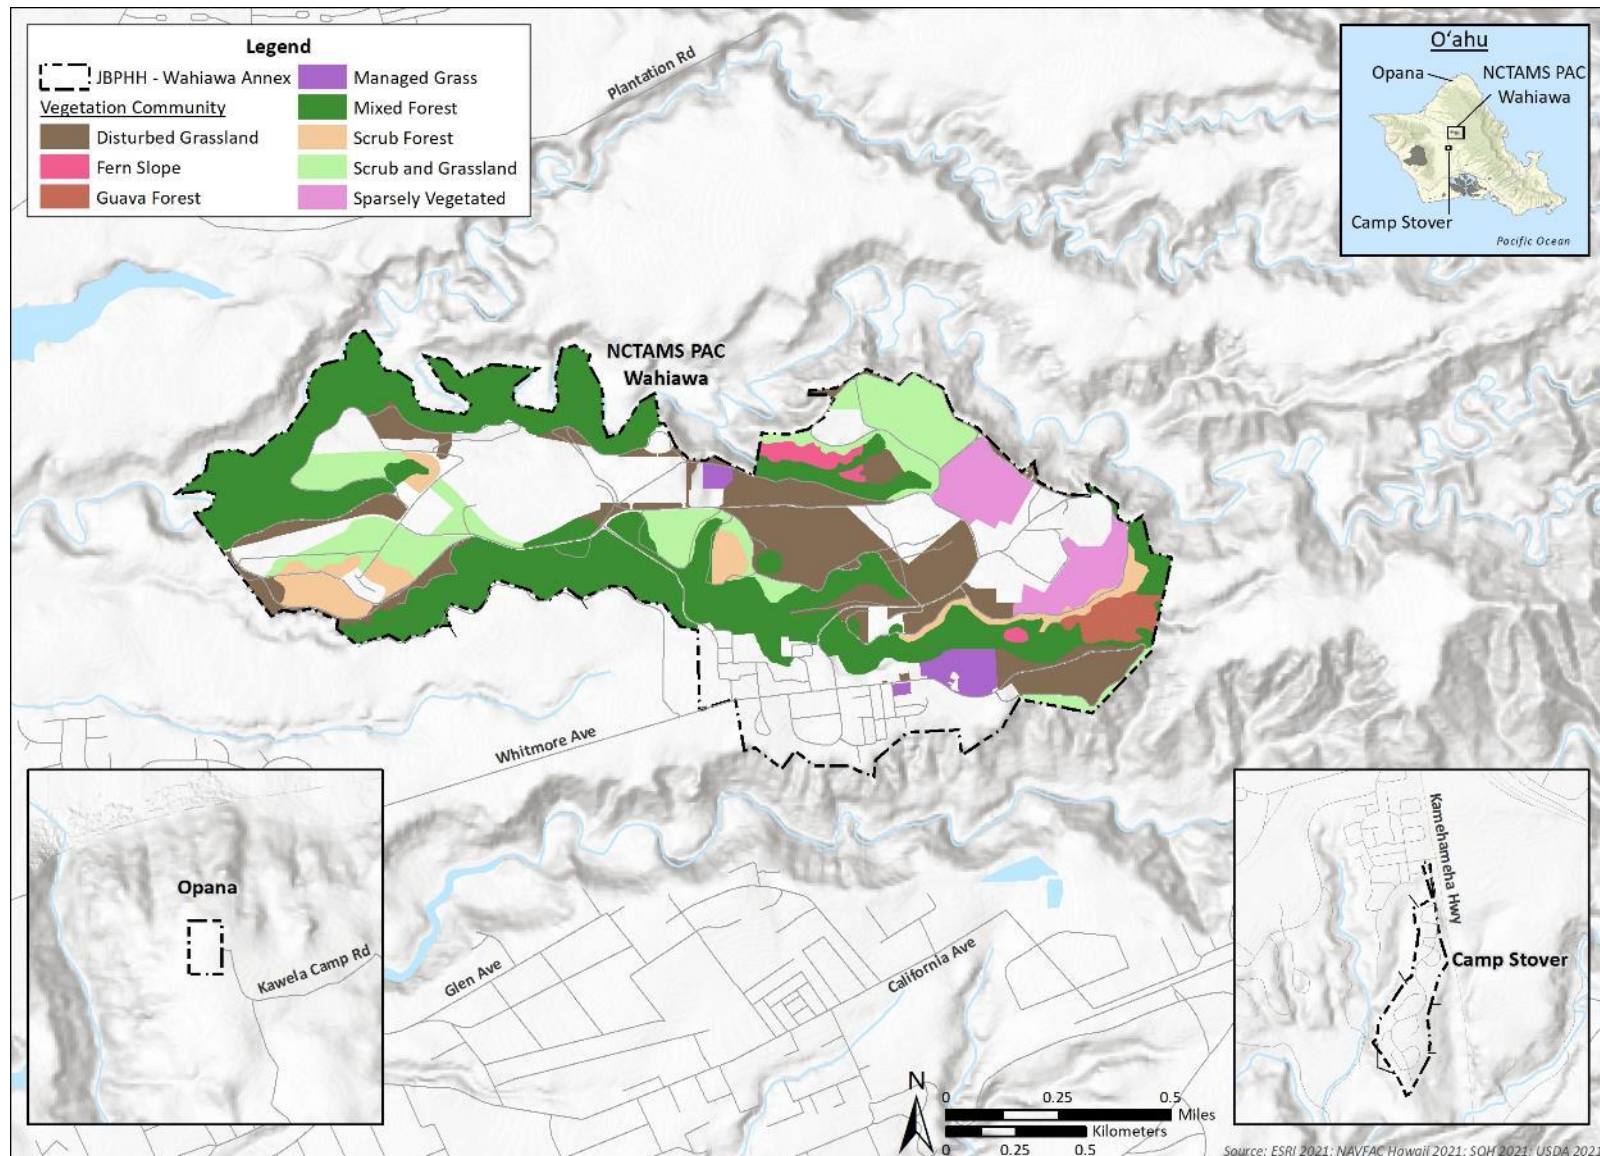 Legend
JBPHH - Wahiawa Annex
Vegetation Community
Disturbed Grassland
Fern Slope
Guava Forest
Managed Grass
Mixed Forest
Scrub Forest
Scrub and Grassland
Sparsely Vegetated
Plantation Rd
Oʻahu
Opana
NCTAMS PAC
Wahiawa
Camp Stover
Pacific Ocean
NCTAMS PAC
Wahiawa
Whitmore Ave
Opana
Kawela Camp Rd
Glen Ave
California Ave
Kamehameha Hwy
Camp Stover
N
0 0.25 0.5
Miles
Kilometers
0 0.25 0.5
Source: ESRI 2021; NAVFAC Hawaii 2021; SOH 2021; USDA 2021